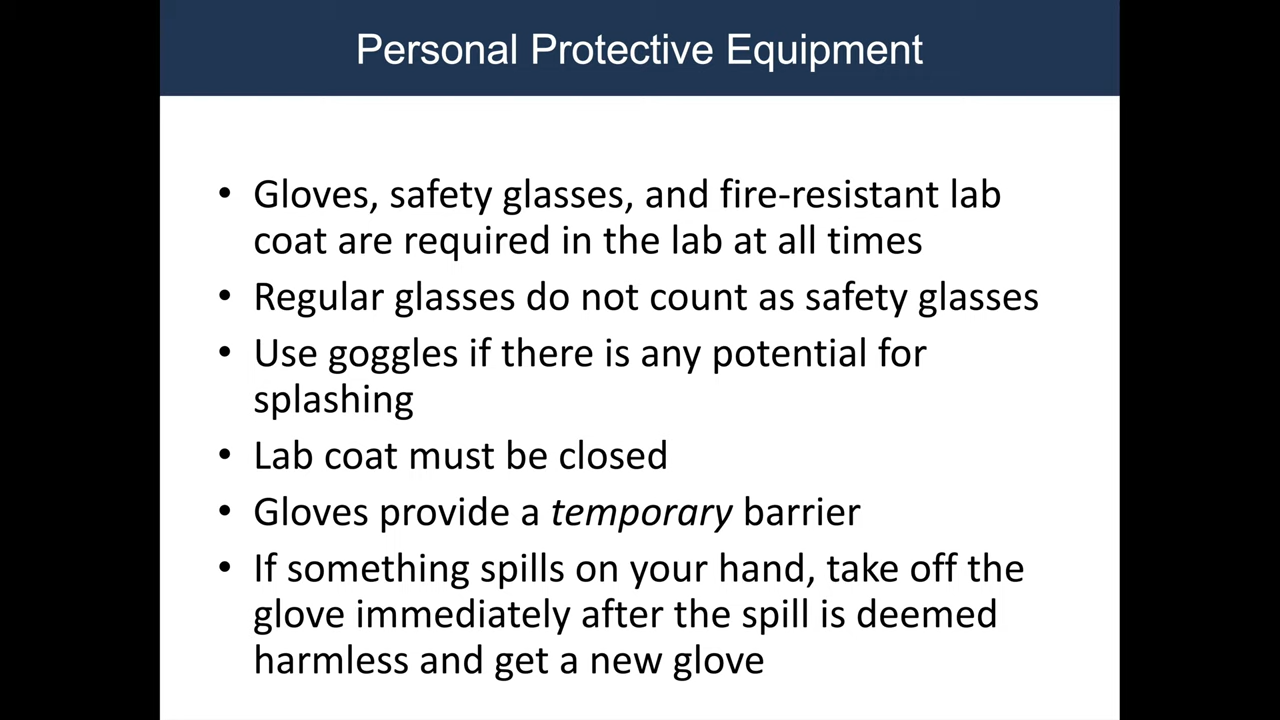 Personal Protective Equipment
• Gloves, safety glasses, and fire-resistant lab
coat are required in the lab at all times
• Regular glasses do not count as safety glasses
• Use goggles if there is any potential for
splashing
• Lab coat must be closed
• Gloves provide a temporary barrier
• If something spills on your hand, take off the
glove immediately after the spill is deemed
harmless and get a new glove